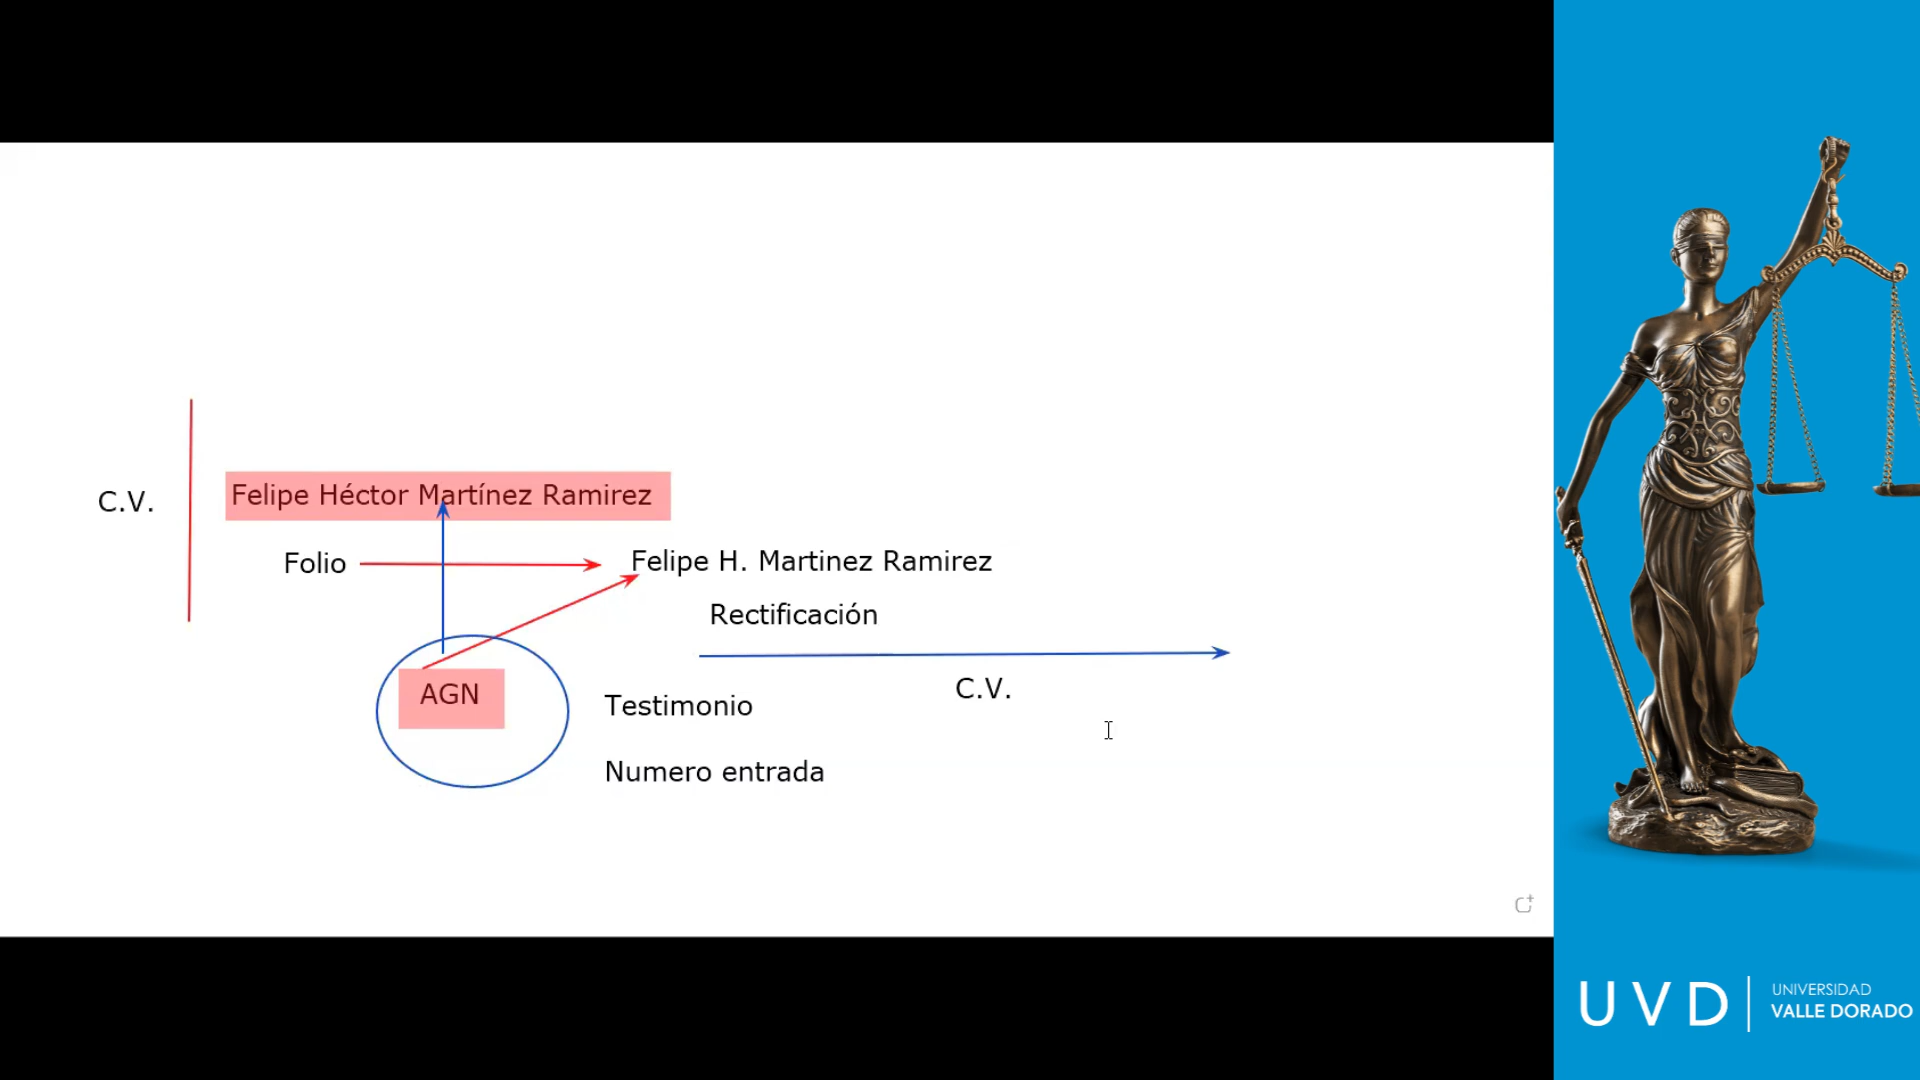 C.V.
Felipe Héctor Martínez Ramirez
Folio
Felipe H. Martinez Ramirez
Rectificación
AGN
Testimonio
C.V.
Numero entrada
UVD
UNIVERSIDAD
VALLE DORADO